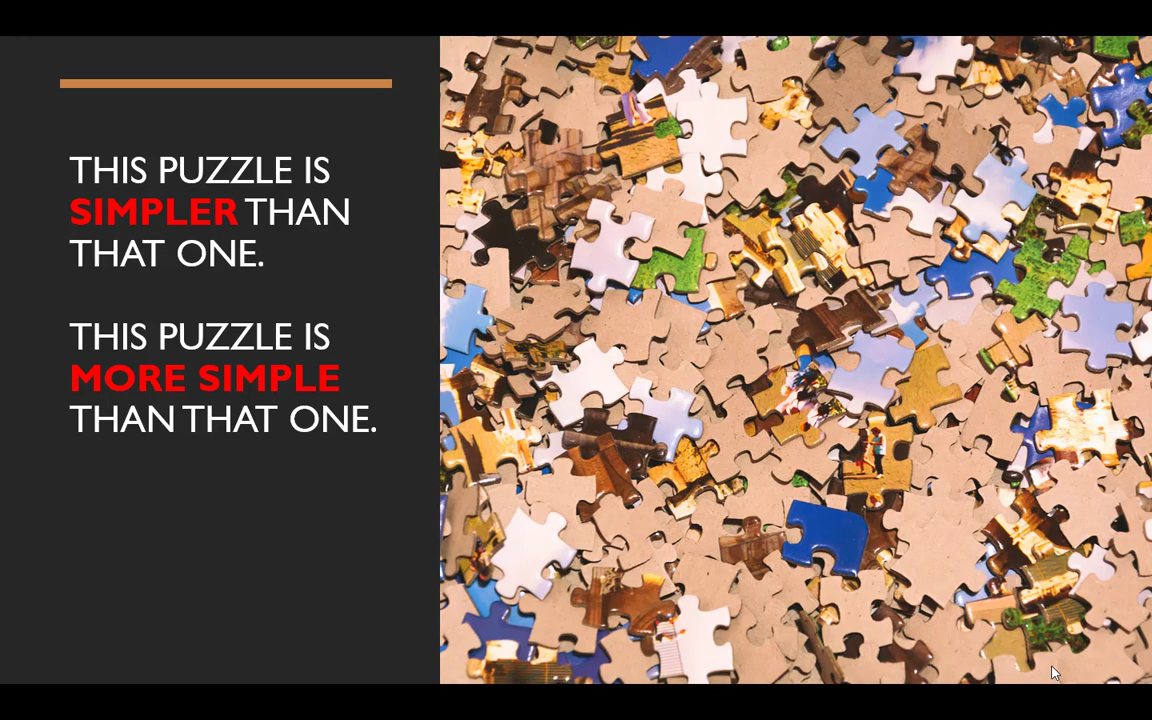 THIS PUZZLE IS
SIMPLER THAN
THAT ONE.
THIS PUZZLE IS
MORE SIMPLE
THAN THAT ONE.